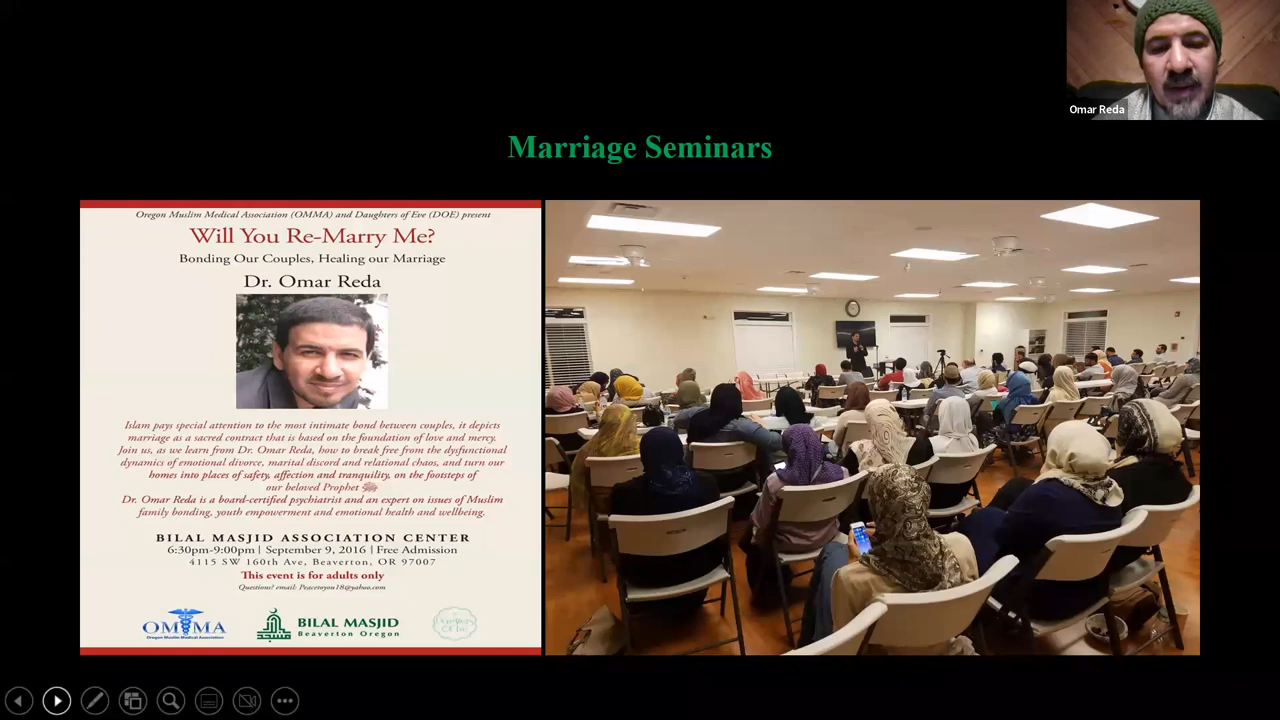 Omar Reda
Marriage Seminars
Oregon Muslim Medical Association (OMMA) and Daughters of Eve (DOE) present
Will You Re-Marry Me?
Bonding Our Couples, Healing our Marriage
Dr. Omar Reda
Islam pays special attention to the most intimate bond between couples, it depicts
marriage as a sacred contract that is based on the foundation of love and mercy.
Join us, as we learn from Dr. Omar Reda, how to break free from the dysfunctional
dynamics of emotional divorce, marital discord and relational chaos, and turn our
homes into places of safety, affection and tranquility, on the footsteps of
our beloved Prophet ﷺ
Dr. Omar Reda is a board-certified psychiatrist and an expert on issues of Muslim
family bonding, youth empowerment and emotional health and wellbeing.
BILAL MASJID ASSOCIATION CENTER
6:30pm-9:00pm | September 9, 2016 | Free Admission
4115 SW 160th Ave, Beaverton, OR 97007
This event is for adults only
Questions? email: Peacetoyou18@yahoo.com
OMMA
Oregon Muslim Medical Association
BILAL MASJID
Beaverton Oregon